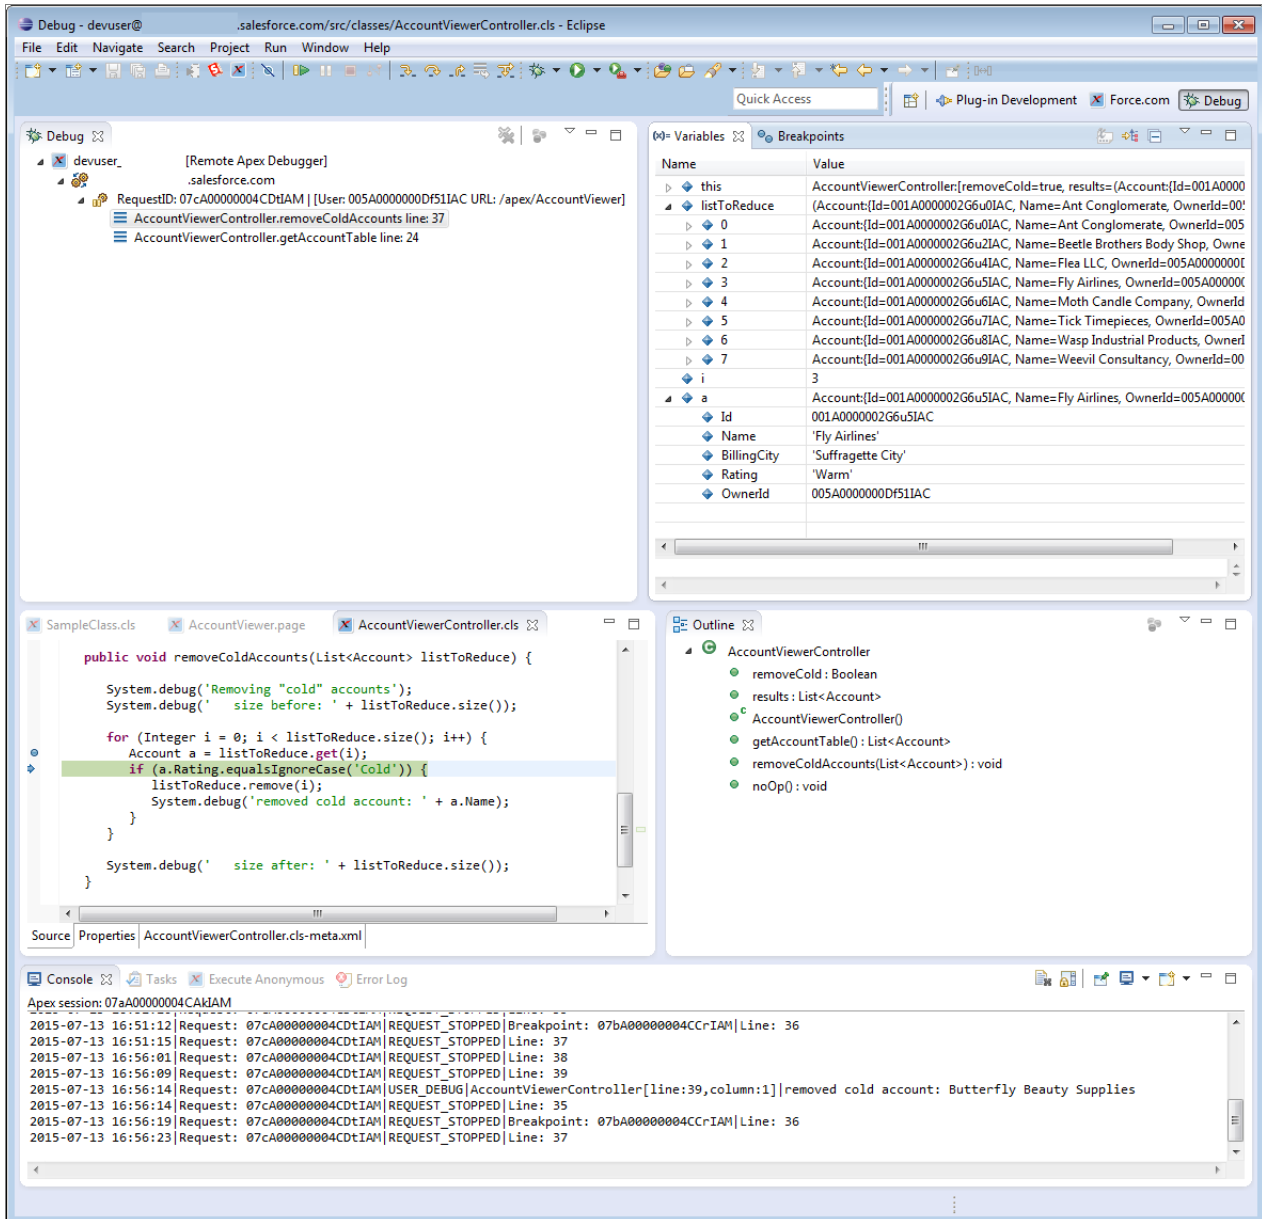 Debug - devuser@ .salesforce.com/src/classes/AccountViewerController.cls - Eclipse
File Edit Navigate Search Project Run Window Help
Quick Access
Plug-in Development
Force.com
Debug
Debug
devuser_ [Remote Apex Debugger]
.salesforce.com
RequestID: 07cA00000004CDtIAM | [User: 005A0000000Df51IAC URL: /apex/AccountViewer]
AccountViewerController.removeColdAccounts line: 37
AccountViewerController.getAccountTable line: 24
(x)= Variables
Breakpoints
Name Value
this AccountViewerController:[removeCold=true, results=(Account:{Id=001A0000
listToReduce (Account:{Id=001A0000002G6u0IAC, Name=Ant Conglomerate, OwnerId=005
0 Account:{Id=001A0000002G6u0IAC, Name=Ant Conglomerate, OwnerId=005
1 Account:{Id=001A0000002G6u2IAC, Name=Beetle Brothers Body Shop, Owne
2 Account:{Id=001A0000002G6u4IAC, Name=Flea LLC, OwnerId=005A0000000D
3 Account:{Id=001A0000002G6u5IAC, Name=Fly Airlines, OwnerId=005A000000
4 Account:{Id=001A0000002G6u6IAC, Name=Moth Candle Company, OwnerId
5 Account:{Id=001A0000002G6u7IAC, Name=Tick Timepieces, OwnerId=005A0
6 Account:{Id=001A0000002G6u8IAC, Name=Wasp Industrial Products, OwnerI
7 Account:{Id=001A0000002G6u9IAC, Name=Weevil Consultancy, OwnerId=00
i 3
a Account:{Id=001A0000002G6u5IAC, Name=Fly Airlines, OwnerId=005A000000
Id 001A0000002G6u5IAC
Name 'Fly Airlines'
BillingCity 'Suffragette City'
Rating 'Warm'
OwnerId 005A0000000Df51IAC
SampleClass.cls
AccountViewer.page
AccountViewerController.cls
public void removeColdAccounts(List<Account> listToReduce) {
System.debug('Removing "cold" accounts');
System.debug('   size before: ' + listToReduce.size());
for (Integer i = 0; i < listToReduce.size(); i++) {
Account a = listToReduce.get(i);
if (a.Rating.equalsIgnoreCase('Cold')) {
listToReduce.remove(i);
System.debug('removed cold account: ' + a.Name);
}
}
System.debug('   size after: ' + listToReduce.size());
}
Source Properties AccountViewerController.cls-meta.xml
Outline
AccountViewerController
removeCold : Boolean
results : List<Account>
AccountViewerController()
getAccountTable() : List<Account>
removeColdAccounts(List<Account>) : void
noOp() : void
Console
Tasks
Execute Anonymous
Error Log
Apex session: 07aA00000004CAkIAM
2015-07-13 16:51:12|Request: 07cA00000004CDtIAM|REQUEST_STOPPED|Breakpoint: 07bA00000004CCrIAM|Line: 36
2015-07-13 16:51:15|Request: 07cA00000004CDtIAM|REQUEST_STOPPED|Line: 37
2015-07-13 16:56:01|Request: 07cA00000004CDtIAM|REQUEST_STOPPED|Line: 38
2015-07-13 16:56:09|Request: 07cA00000004CDtIAM|REQUEST_STOPPED|Line: 39
2015-07-13 16:56:14|Request: 07cA00000004CDtIAM|USER_DEBUG|AccountViewerController[line:39,column:1]|removed cold account: Butterfly Beauty Supplies
2015-07-13 16:56:14|Request: 07cA00000004CDtIAM|REQUEST_STOPPED|Line: 35
2015-07-13 16:56:19|Request: 07cA00000004CDtIAM|REQUEST_STOPPED|Breakpoint: 07bA00000004CCrIAM|Line: 36
2015-07-13 16:56:23|Request: 07cA00000004CDtIAM|REQUEST_STOPPED|Line: 37